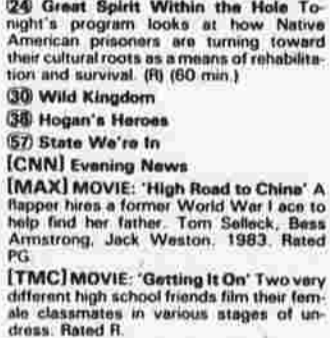 (24) Great Spirit Within the Hole To-
night's program looks at how Native
American prisoners are turning toward
their cultural roots as a means of rehabilita-
tion and survival. (R) (60 min.)
(30) Wild Kingdom
(38) Hogan's Heroes
(57) State We're In
[CNN] Evening News
[MAX] MOVIE: 'High Road to China' A
flapper hires a former World War I ace to
help find her father. Tom Selleck, Bess
Armstrong, Jack Weston. 1983. Rated
PG
[TMC] MOVIE: 'Getting It On' Two very
different high school friends film their fem-
ale classmates in various stages of un-
dress. Rated R.